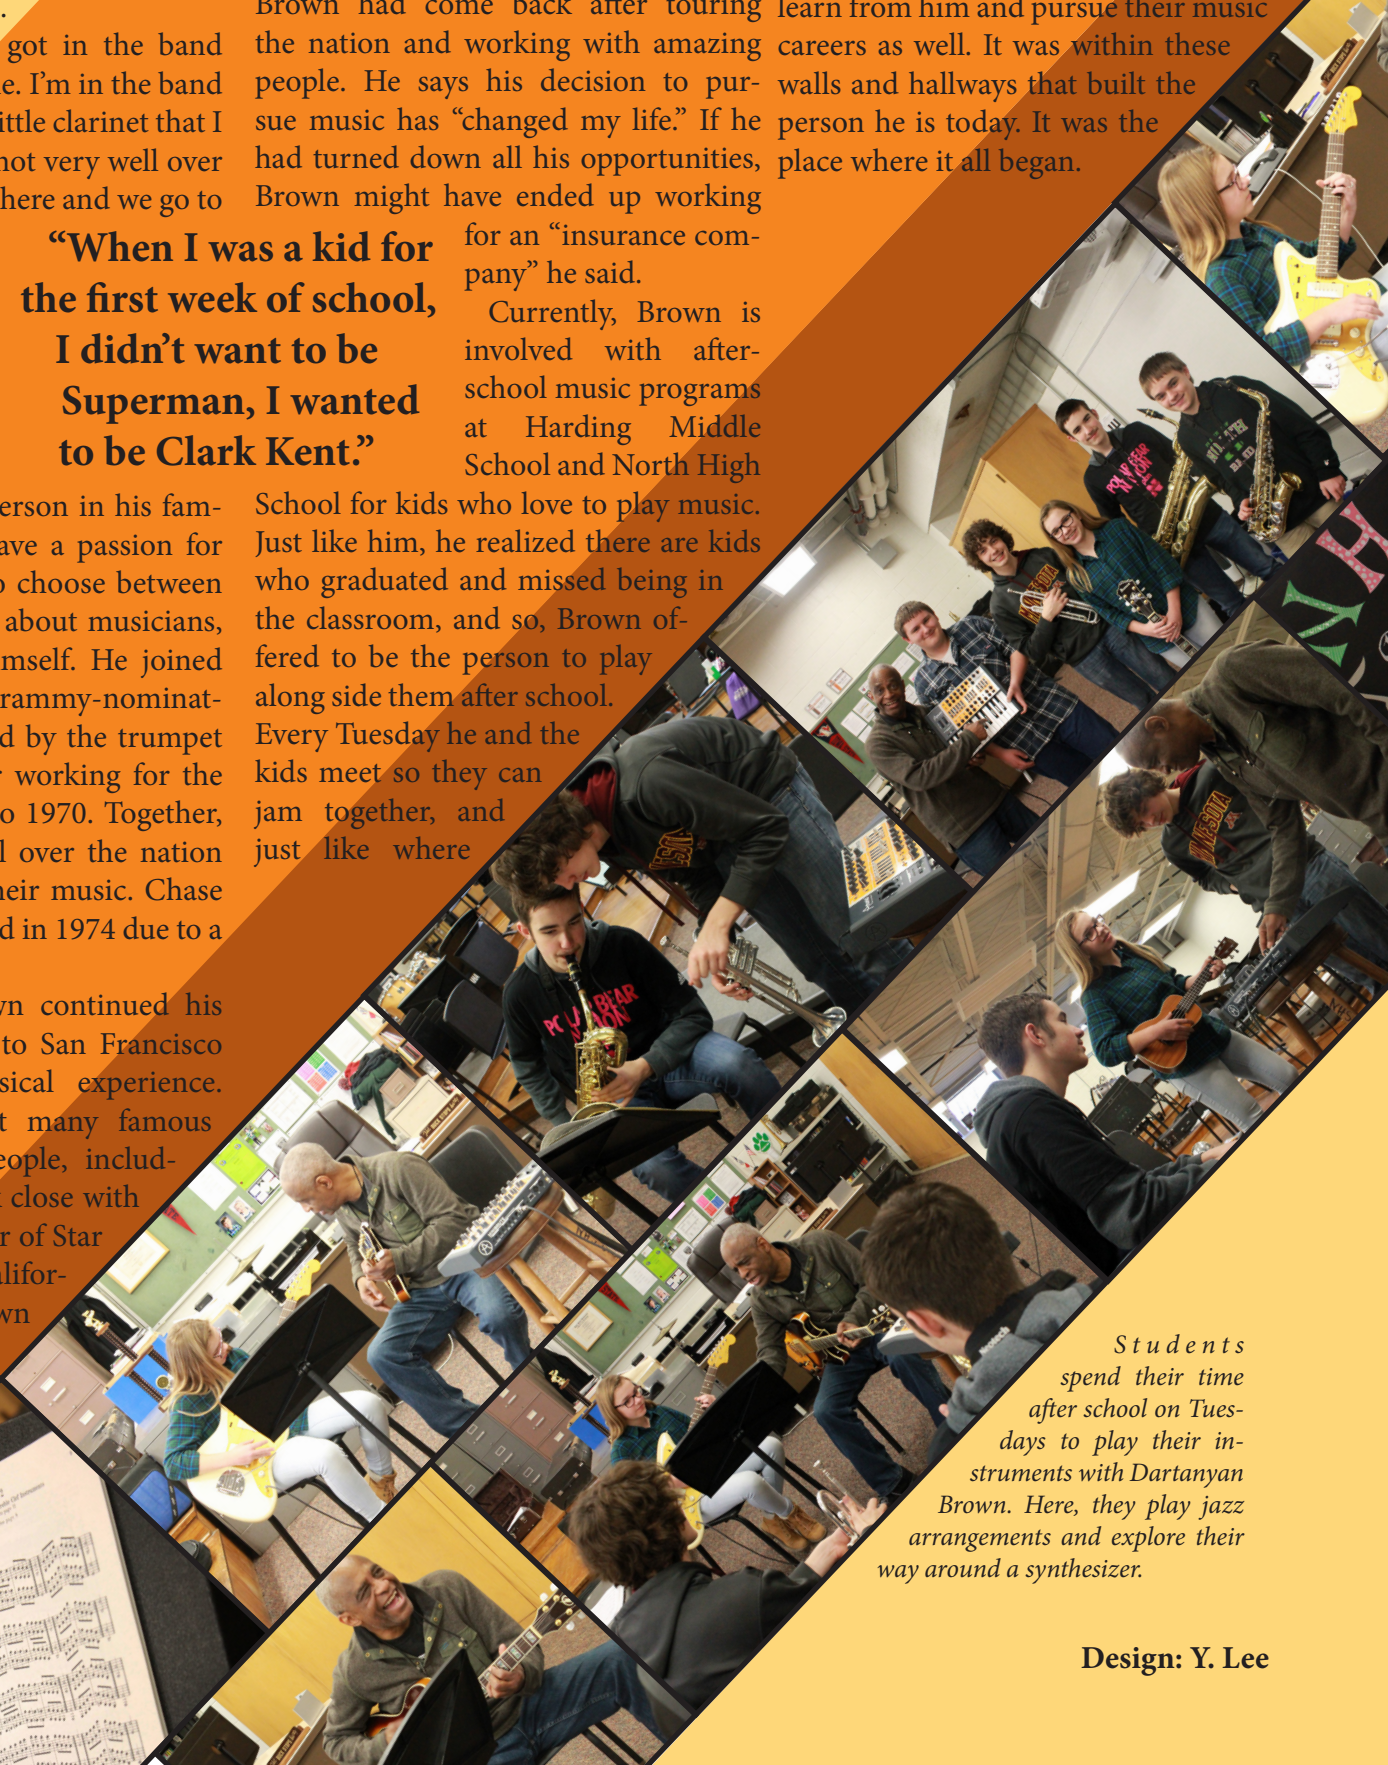 got in the band
I'm in the band
clarinet that I
not very well over
here and we go to
"When I was a kid for
the first week of school,
I didn't want to be
Superman, I wanted
to be Clark Kent."
in his fam-
a passion for
choose between
about musicians,
He joined
by the trumpet
working for the
1970. Together,
over the nation
music. Chase
in 1974 due to a
continued his
to San Francisco
experience.
many famous
includ-
close with
of Star
Brown had come back after touring
the nation and working with amazing
people. He says his decision to pur-
sue music has "changed my life." If he
had turned down all his opportunities,
Brown might have ended up working
for an "insurance com-
pany" he said.
Currently, Brown is
involved with after-
school music programs
at Harding Middle
School and North High
School for kids who love to play music.
Just like him, he realized there are kids
who graduated and missed being in
the classroom, and so, Brown of-
fered to be the person to play
along side them after school.
Every Tuesday he and the
kids meet so they can
jam together, and
just like where
learn from him and pursue their music
careers as well. It was within these
walls and hallways that built the
person he is today. It was the
place where it all began.
POLAR BEAR
MINNESOTA
Students
spend their time
after school on Tues-
days to play their in-
struments with Dartanyan
Brown. Here, they play jazz
arrangements and explore their
way around a synthesizer.
Design: Y. Lee